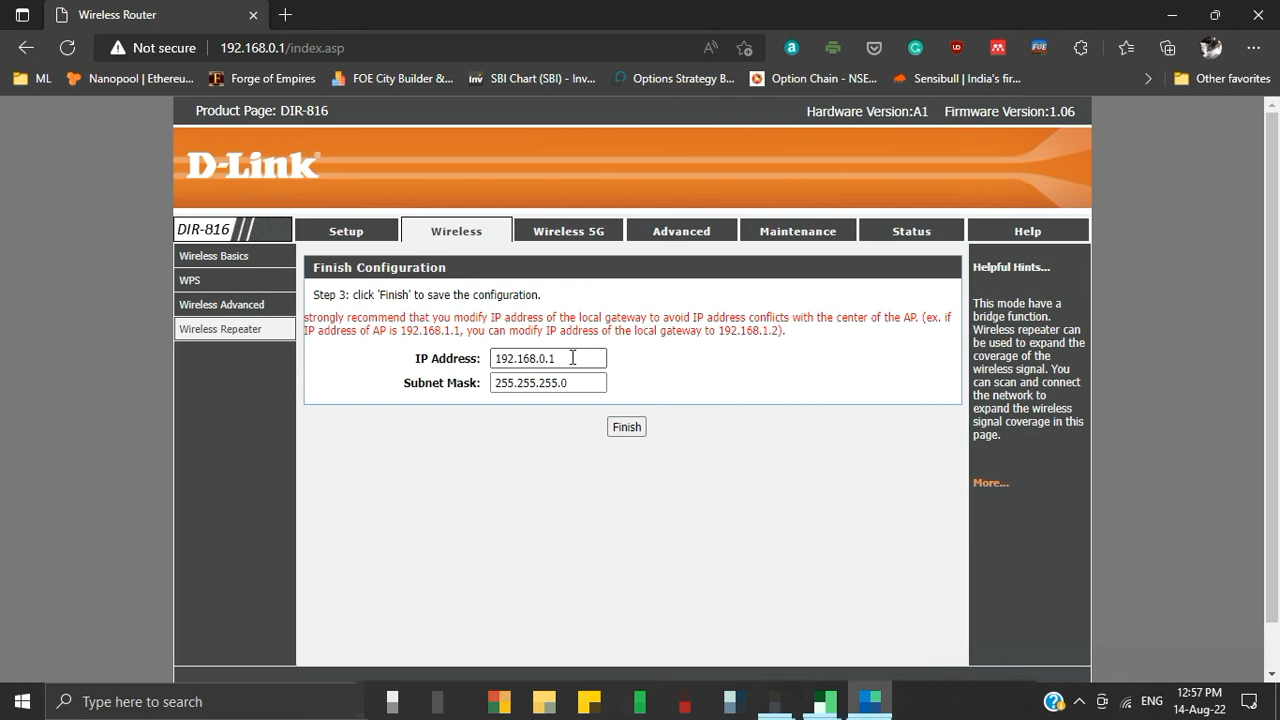 Wireless Router
Not secure 192.168.0.1/index.asp
ML Nanopool | Ethereu... Forge of Empires FOE City Builder &... SBI Chart (SBI) - Inv... Options Strategy B... Option Chain - NSE... Sensibull | India's fir... Other favorites
Product Page: DIR-816 Hardware Version:A1 Firmware Version:1.06
D-Link
DIR-816 Setup Wireless Wireless 5G Advanced Maintenance Status Help
Wireless Basics
WPS
Wireless Advanced
Wireless Repeater
Finish Configuration
Step 3: click 'Finish' to save the configuration.
strongly recommend that you modify IP address of the local gateway to avoid IP address conflicts with the center of the AP. (ex. if
IP address of AP is 192.168.1.1, you can modify IP address of the local gateway to 192.168.1.2).
IP Address: 192.168.0.1
Subnet Mask: 255.255.255.0
Finish
Helpful Hints...
This mode have a
bridge function.
Wireless repeater can
be used to expand the
coverage of the
wireless signal. You
can scan and connect
the network to
expand the wireless
signal coverage in this
page.
More...
Type here to search
ENG
12:57 PM
14-Aug-22